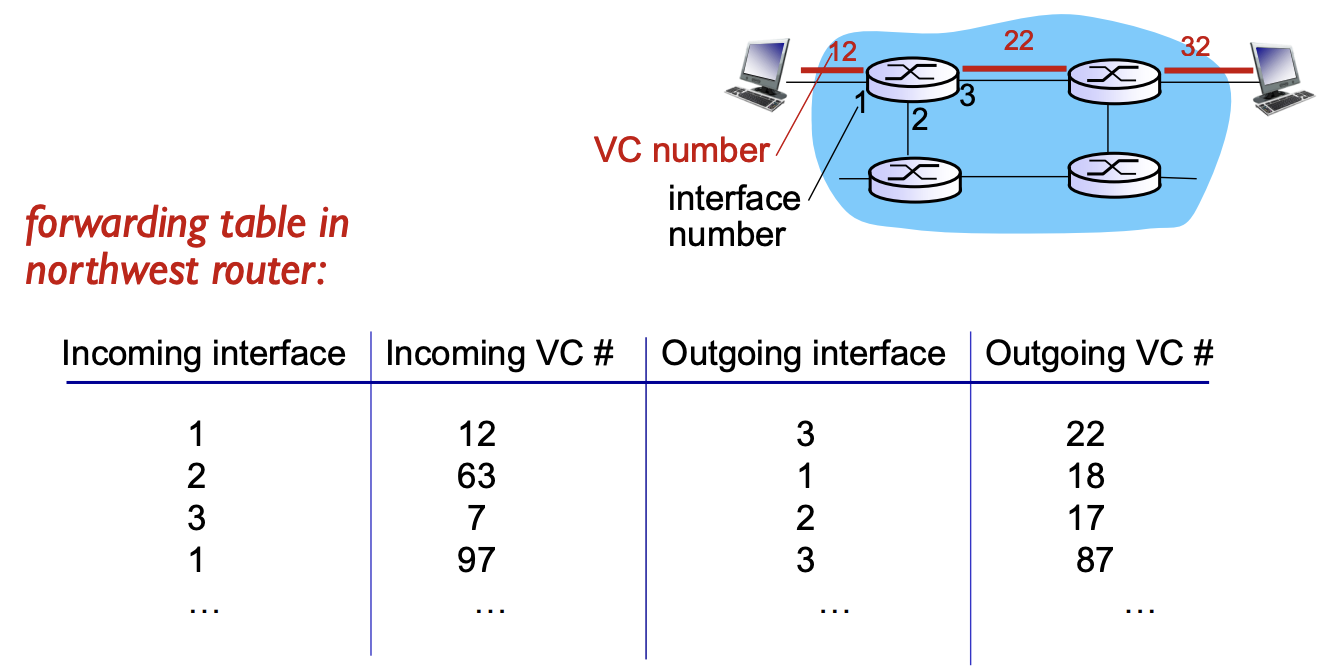 12
22
32
1
2
3
VC number
interface
number
forwarding table in
northwest router:
Incoming interface Incoming VC # Outgoing interface Outgoing VC #
1 12 3 22
2 63 1 18
3 7 2 17
1 97 3 87
… … … …